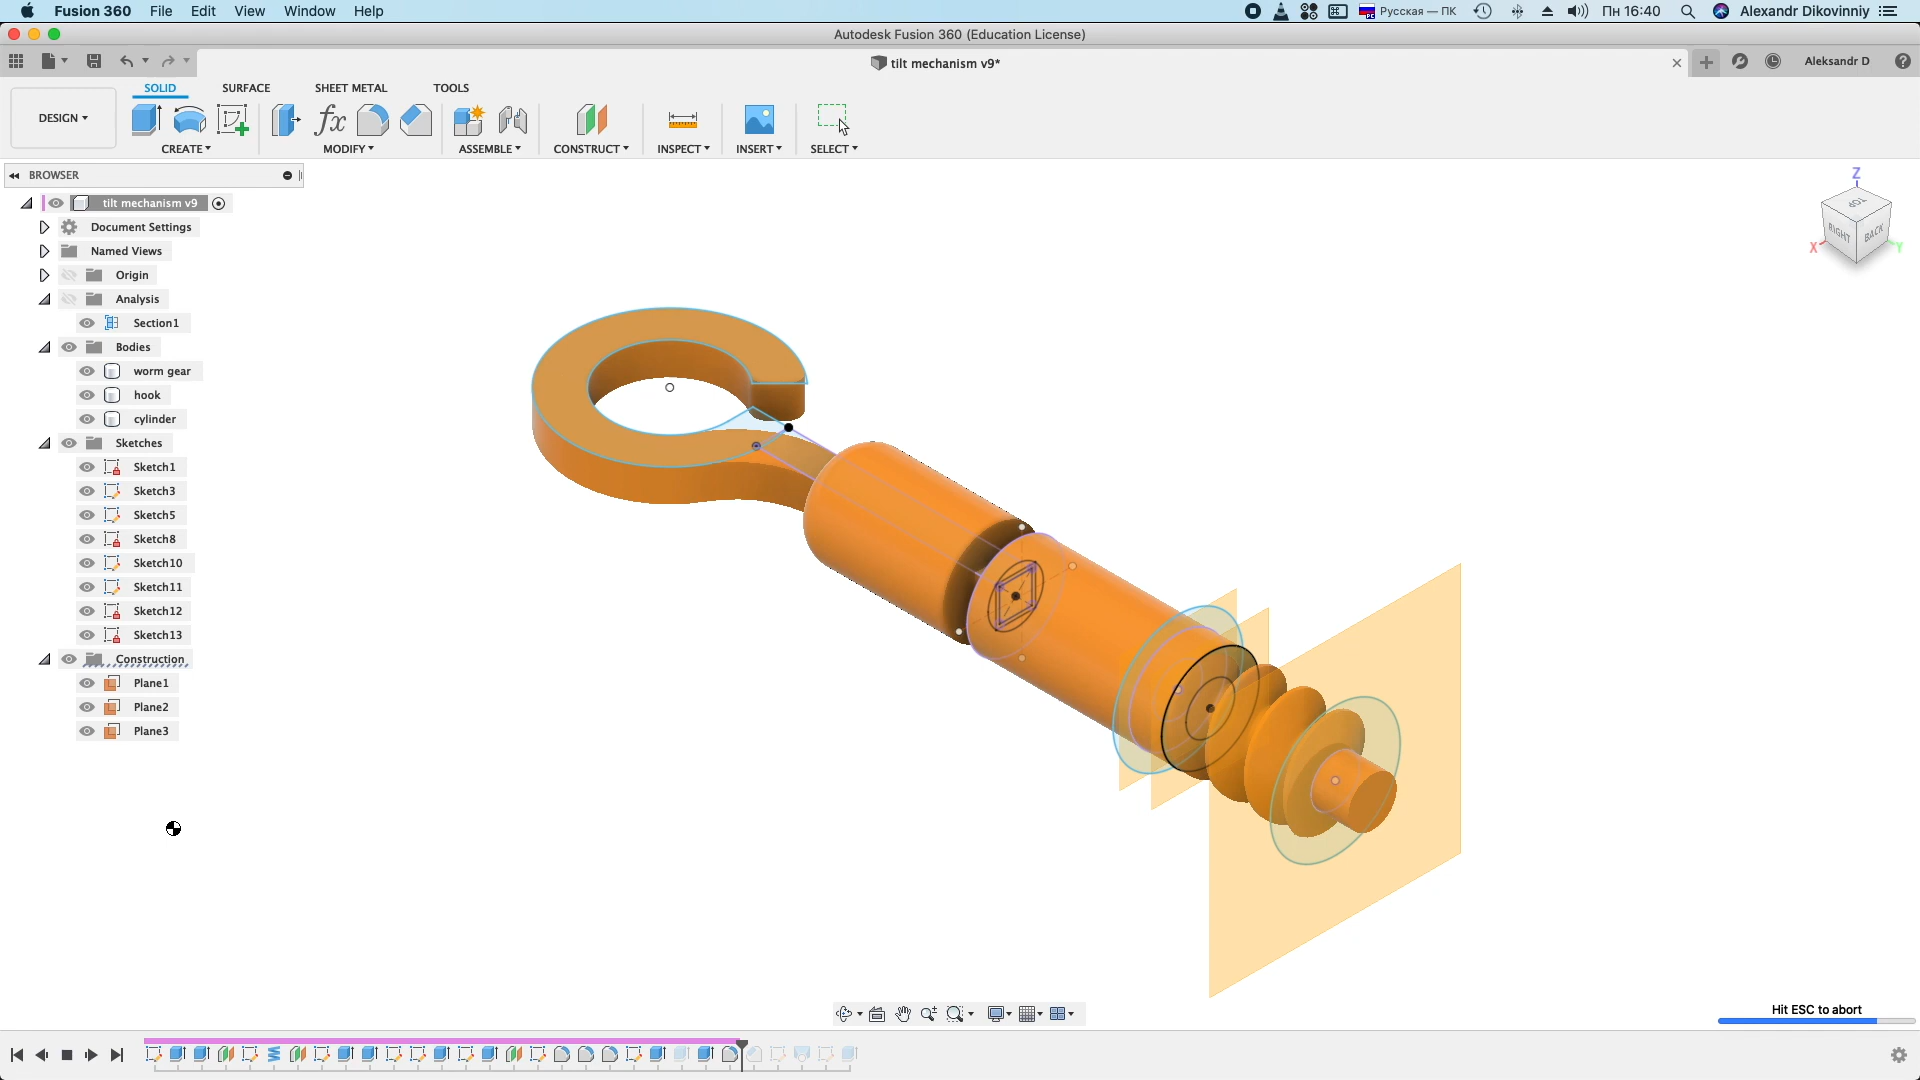 Fusion 360 File Edit View Window Help Русская — ПК Пн 16:40 Alexandr Dikovinniy
Autodesk Fusion 360 (Education License)
tilt mechanism v9* Aleksandr D
SOLID SURFACE SHEET METAL TOOLS
DESIGN
CREATE MODIFY ASSEMBLE CONSTRUCT INSPECT INSERT SELECT
BROWSER
tilt mechanism v9
Document Settings
Named Views
Origin
Analysis
Section1
Bodies
worm gear
hook
cylinder
Sketches
Sketch1
Sketch3
Sketch5
Sketch8
Sketch10
Sketch11
Sketch12
Sketch13
Construction
Plane1
Plane2
Plane3
Z
TOP
RIGHT BACK
X Y
Hit ESC to abort